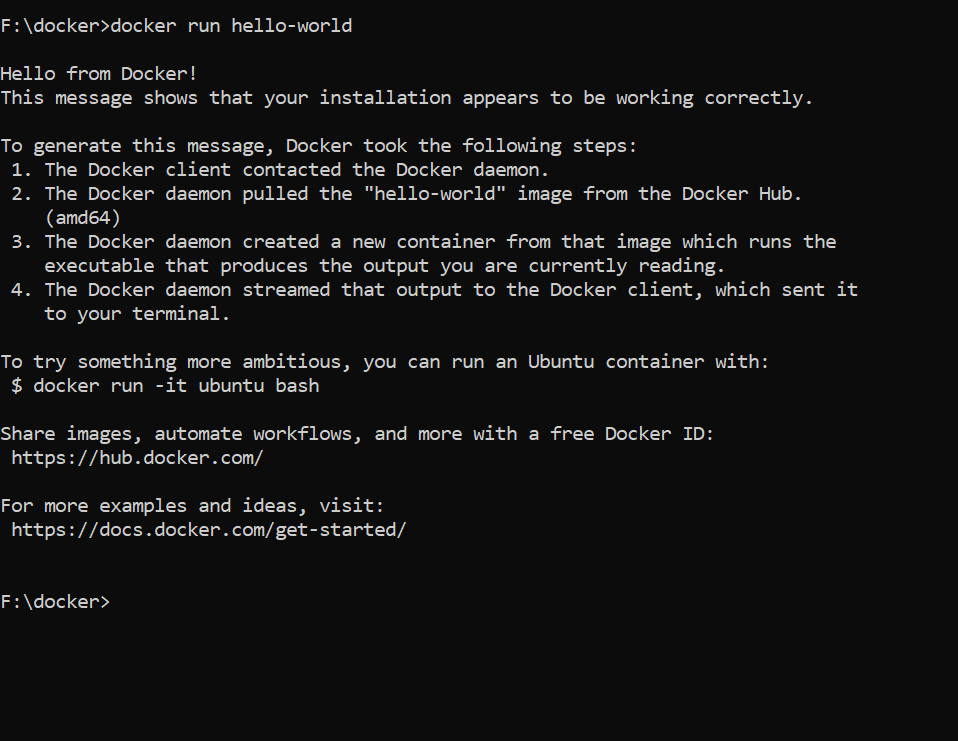 F:\docker>docker run hello-world
Hello from Docker!
This message shows that your installation appears to be working correctly.
To generate this message, Docker took the following steps:
1. The Docker client contacted the Docker daemon.
2. The Docker daemon pulled the "hello-world" image from the Docker Hub.
(amd64)
3. The Docker daemon created a new container from that image which runs the
executable that produces the output you are currently reading.
4. The Docker daemon streamed that output to the Docker client, which sent it
to your terminal.
To try something more ambitious, you can run an Ubuntu container with:
$ docker run -it ubuntu bash
Share images, automate workflows, and more with a free Docker ID:
https://hub.docker.com/
For more examples and ideas, visit:
https://docs.docker.com/get-started/
F:\docker>